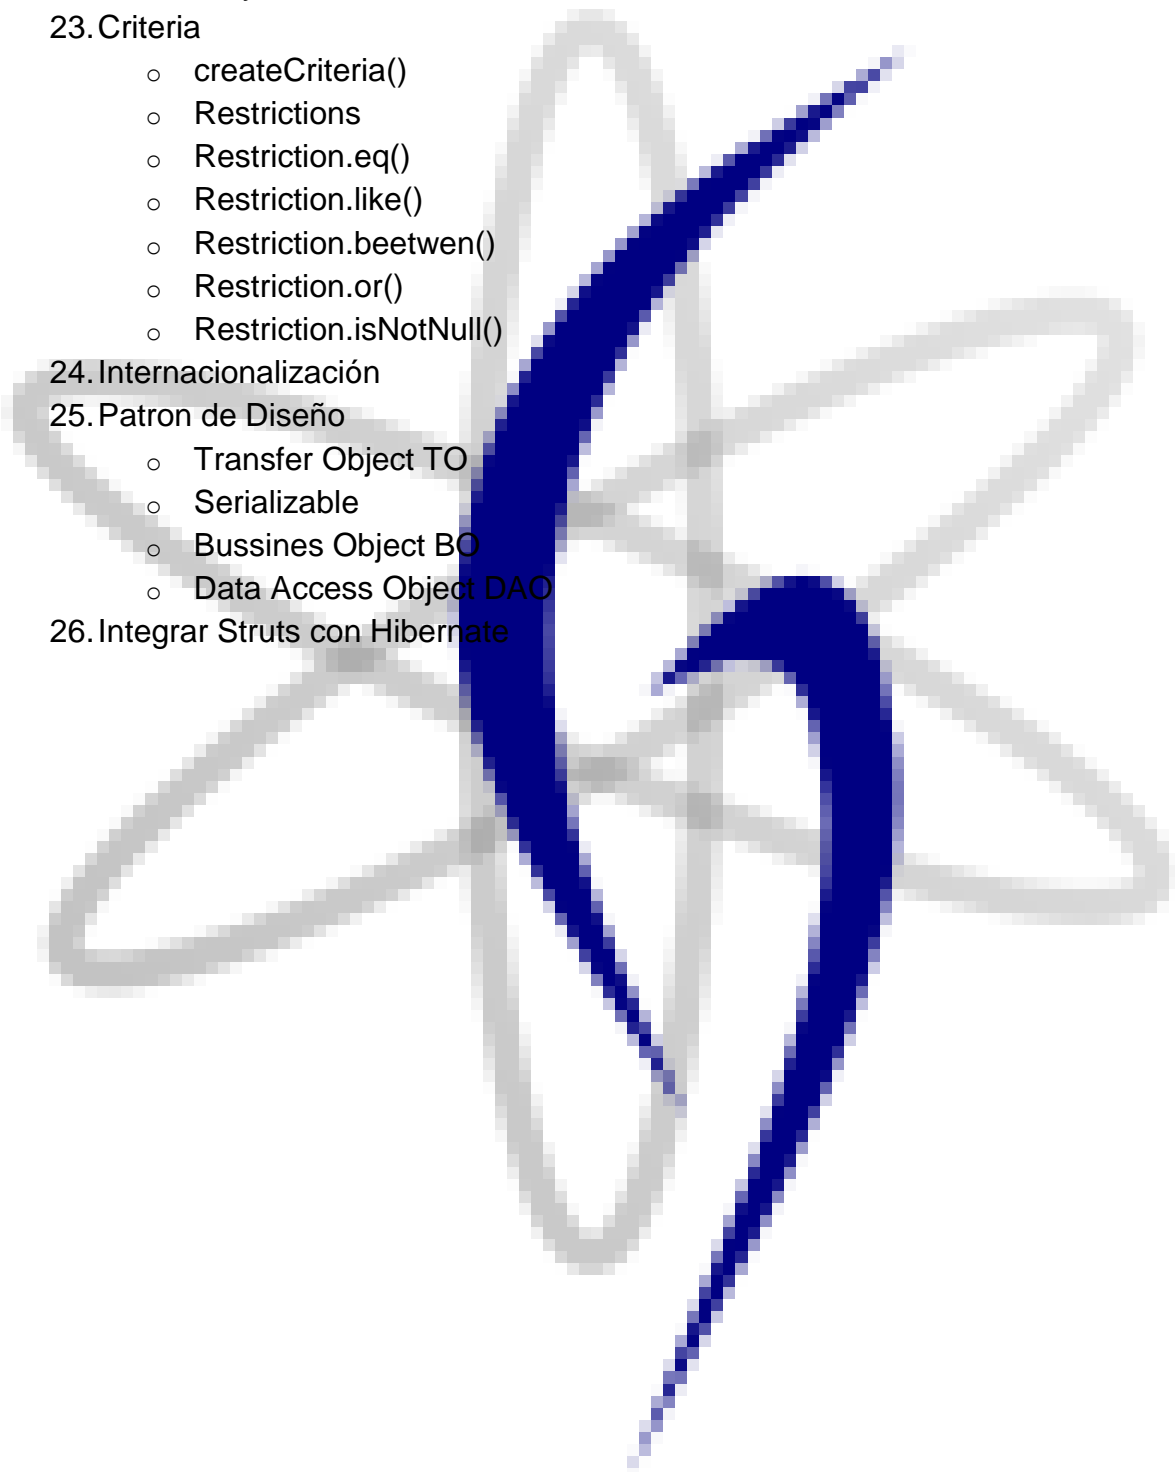 23. Criteria
○ createCriteria()
○ Restrictions
○ Restriction.eq()
○ Restriction.like()
○ Restriction.beetwen()
○ Restriction.or()
○ Restriction.isNotNull()
24. Internacionalización
25. Patron de Diseño
○ Transfer Object TO
○ Serializable
○ Bussines Object BO
○ Data Access Object DAO
26. Integrar Struts con Hibernate